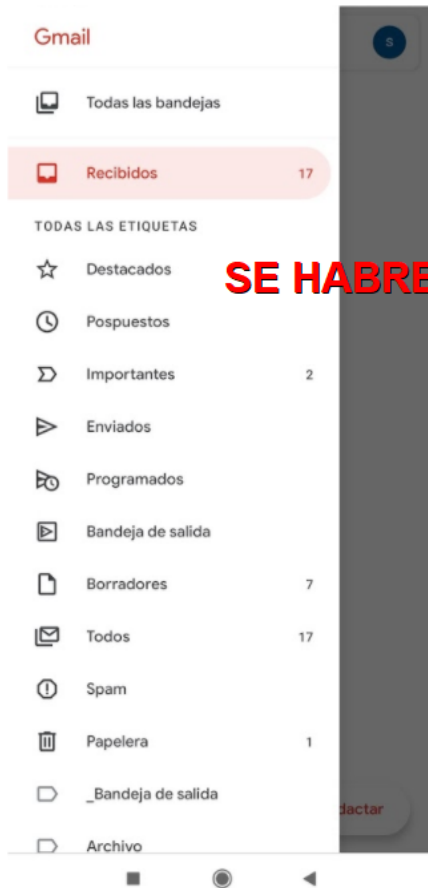 Gmail
S
Todas las bandejas
Recibidos 17
TODAS LAS ETIQUETAS
Destacados
SE HABRE
Pospuestos
Importantes 2
Enviados
Programados
Bandeja de salida
Borradores 7
Todos 17
Spam
Papelera 1
_Bandeja de salida
dactar
Archivo